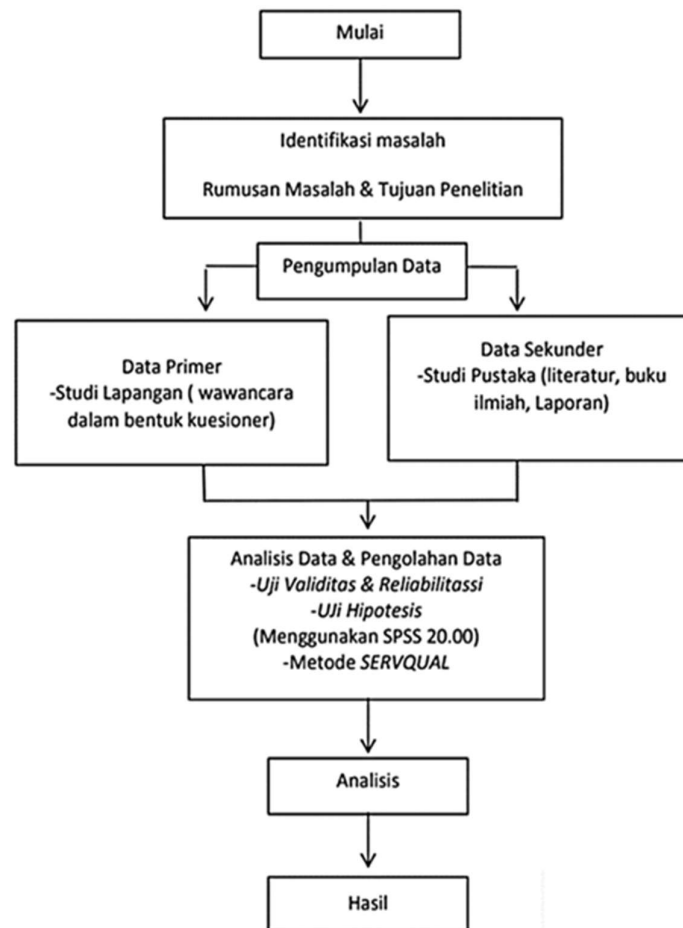 Mulai
Identifikasi masalah
Rumusan Masalah & Tujuan Penelitian
Pengumpulan Data
Data Primer
-Studi Lapangan ( wawancara
dalam bentuk kuesioner)
Data Sekunder
-Studi Pustaka (literatur, buku
ilmiah, Laporan)
Analisis Data & Pengolahan Data
-Uji Validitas & Reliabilitassi
-UJi Hipotesis
(Menggunakan SPSS 20.00)
-Metode SERVQUAL
Analisis
Hasil